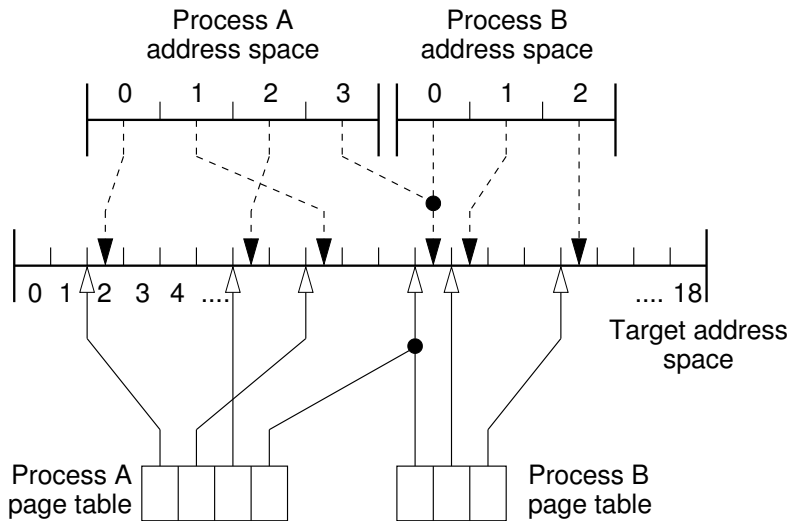 Process A
address space
Process B
address space
0 1 2 3
0 1 2
0 1 2 3 4 .... .... 18
Target address
space
Process A
page table
Process B
page table